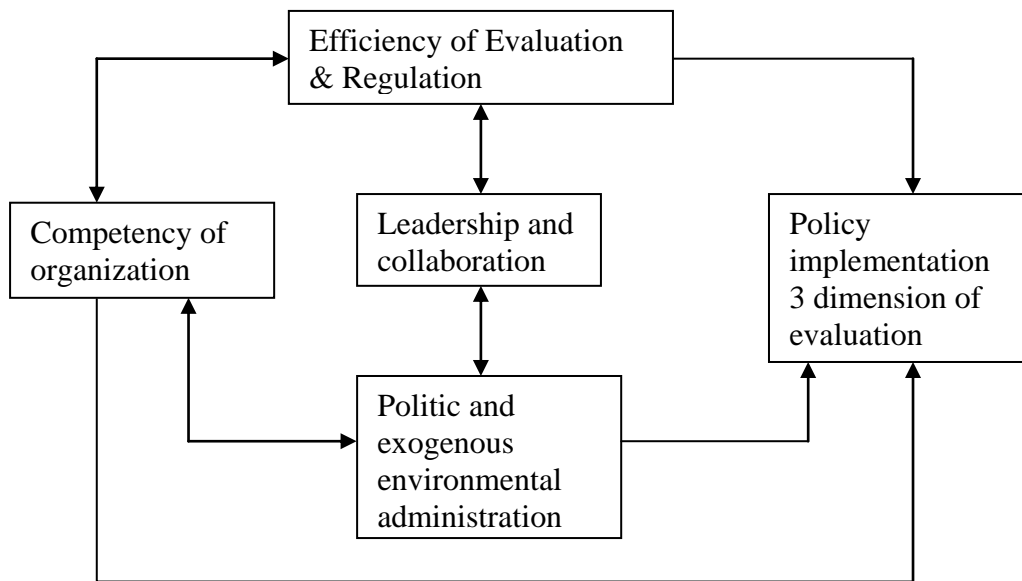 Efficiency of Evaluation
& Regulation
Competency of
organization
Leadership and
collaboration
Policy
implementation
3 dimension of
evaluation
Politic and
exogenous
environmental
administration